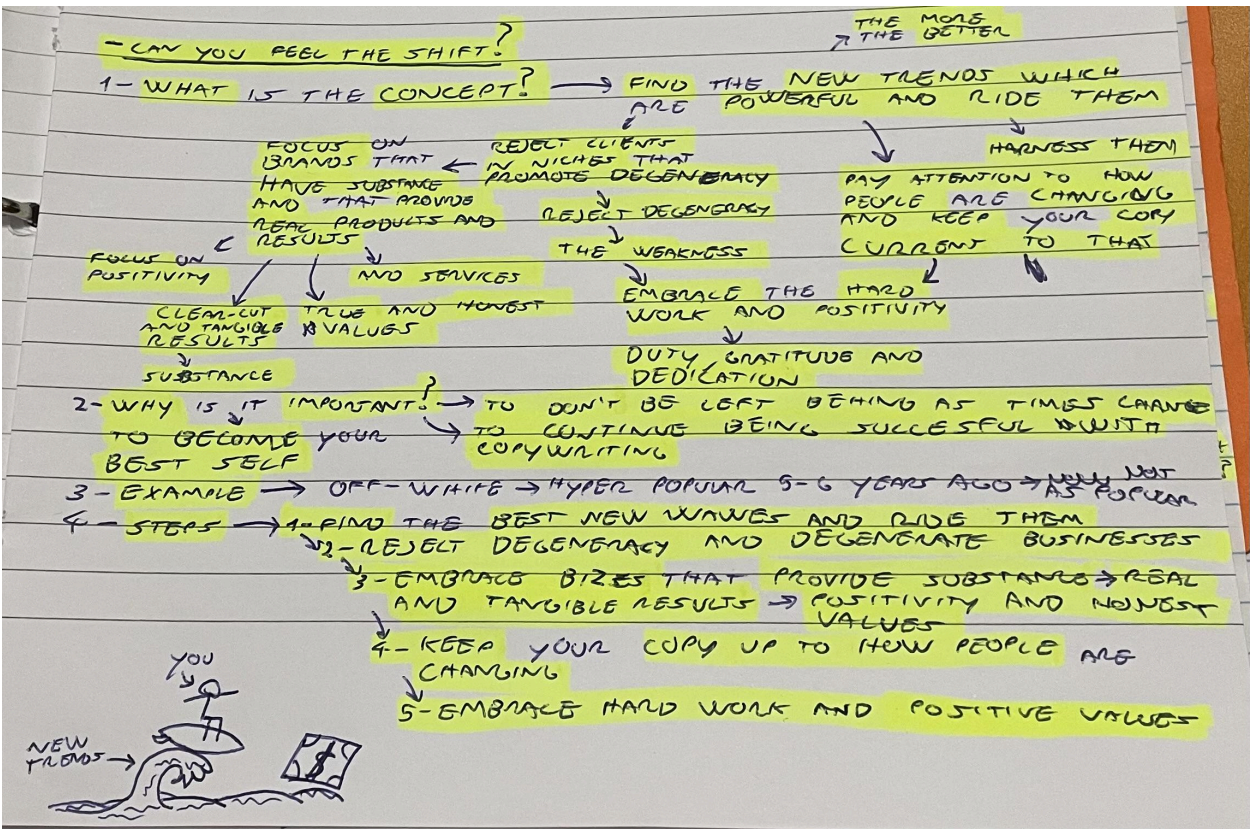 THE MORE
THE BETTER
- CAN YOU FEEL THE SHIFT?
1- WHAT IS THE CONCEPT? → FIND THE NEW TRENDS WHICH
ARE POWERFUL AND RIDE THEM
HARNESS THEM
PAY ATTENTION TO HOW
PEOPLE ARE CHANGING
AND KEEP YOUR COPY
CURRENT TO THAT
REJECT CLIENTS
IN NICHES THAT
PROMOTE DEGENERACY
REJECT DEGENERACY
THE WEAKNESS
EMBRACE THE HARD
WORK AND POSITIVITY
DUTY, GRATITUDE AND
DEDICATION
FOCUS ON
BRANDS THAT
HAVE SUBSTANCE
AND THAT PROVIDE
REAL PRODUCTS AND
RESULTS
FOCUS ON
POSITIVITY
AND SERVICES
CLEAR-CUT
AND TANGIBLE
RESULTS
SUBSTANCE
TRUE AND HONEST
VALUES
2- WHY IS IT IMPORTANT? → TO DON'T BE LEFT BEHING AS TIMES CHANGE
TO CONTINUE BEING SUCCESFUL WITH
COPYWRITING
TO BECOME YOUR
BEST SELF
3- EXAMPLE → OFF-WHITE → HYPER POPULAR 5-6 YEARS AGO → NOW NOT
AS POPULAR
4- STEPS → 1- FIND THE BEST NEW WAWES AND RIDE THEM
2- REJECT DEGENERACY AND DEGENERATE BUSINESSES
3- EMBRACE BIZES THAT PROVIDE SUBSTANCE → REAL
AND TANGIBLE RESULTS → POSITIVITY AND HONEST
VALUES
4- KEEP YOUR COPY UP TO HOW PEOPLE ARE
CHANGING
5- EMBRACE HARD WORK AND POSITIVE VALUES
YOU
NEW
TRENDS →
$